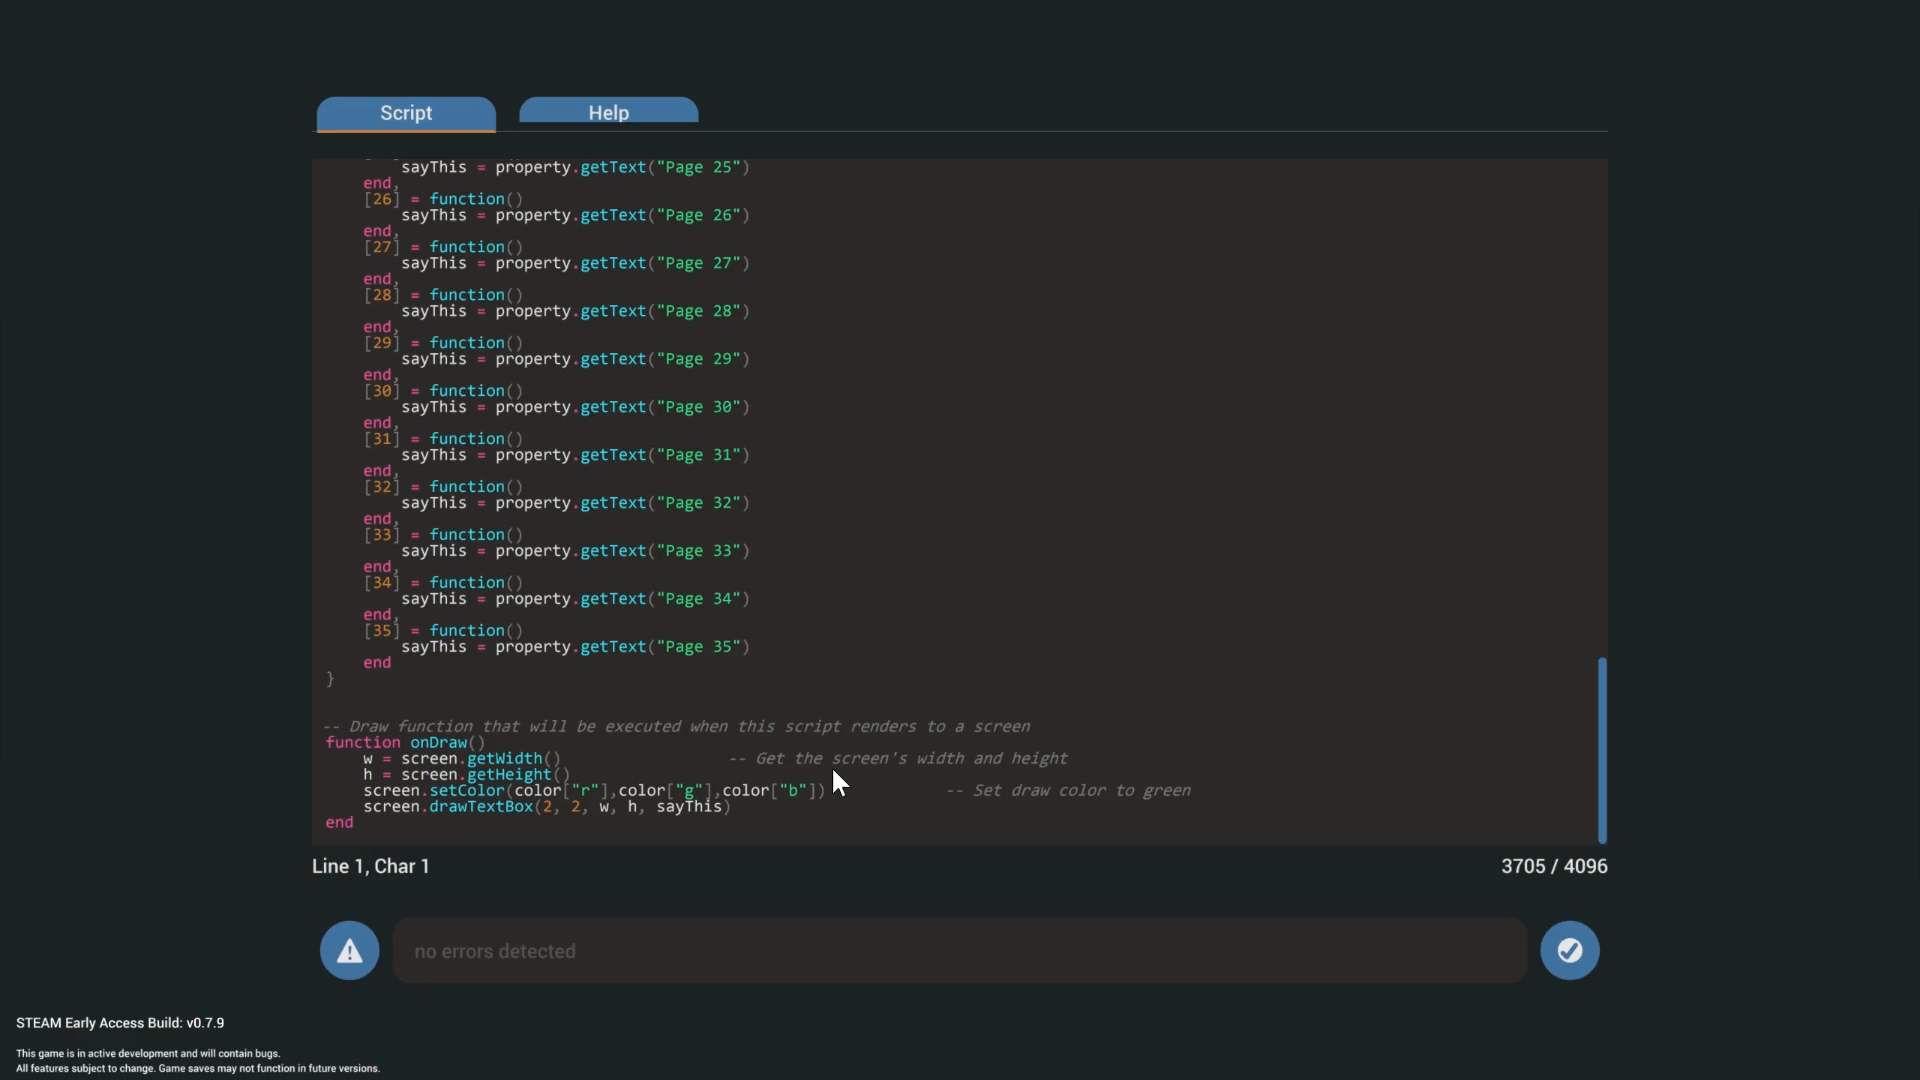 Script
Help
sayThis = property.getText("Page 25")
end,
[26] = function()
sayThis = property.getText("Page 26")
end,
[27] = function()
sayThis = property.getText("Page 27")
end,
[28] = function()
sayThis = property.getText("Page 28")
end,
[29] = function()
sayThis = property.getText("Page 29")
end,
[30] = function()
sayThis = property.getText("Page 30")
end,
[31] = function()
sayThis = property.getText("Page 31")
end,
[32] = function()
sayThis = property.getText("Page 32")
end,
[33] = function()
sayThis = property.getText("Page 33")
end,
[34] = function()
sayThis = property.getText("Page 34")
end,
[35] = function()
sayThis = property.getText("Page 35")
end
}
-- Draw function that will be executed when this script renders to a screen
function onDraw()
w = screen.getWidth() -- Get the screen's width and height
h = screen.getHeight()
screen.setColor(color["r"],color["g"],color["b"]) -- Set draw color to green
screen.drawTextBox(2, 2, w, h, sayThis)
end
Line 1, Char 1
3705 / 4096
no errors detected
STEAM Early Access Build: v0.7.9
This game is in active development and will contain bugs.
All features subject to change. Game saves may not function in future versions.